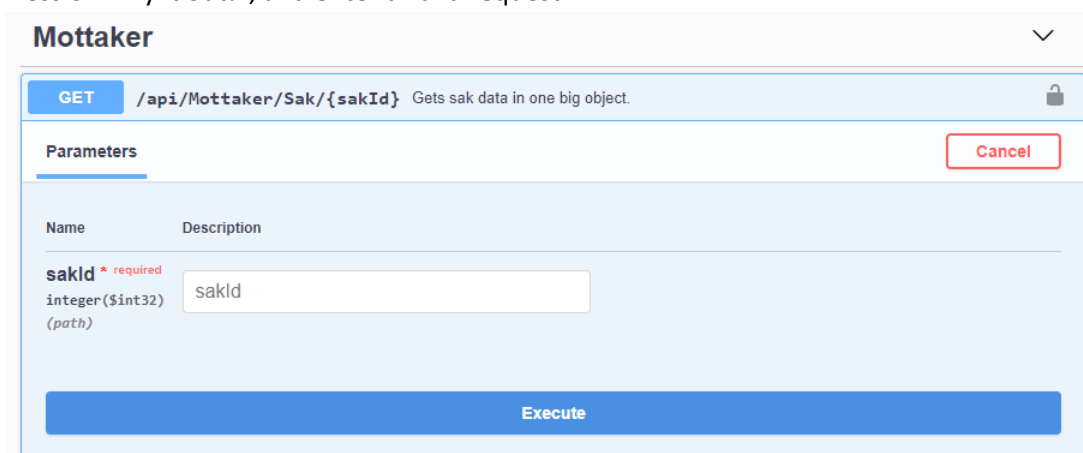 Mottaker
GET /api/Mottaker/Sak/{sakId} Gets sak data in one big object.
Parameters
Cancel
Name Description
sakId * required
integer($int32)
(path)
sakId
Execute